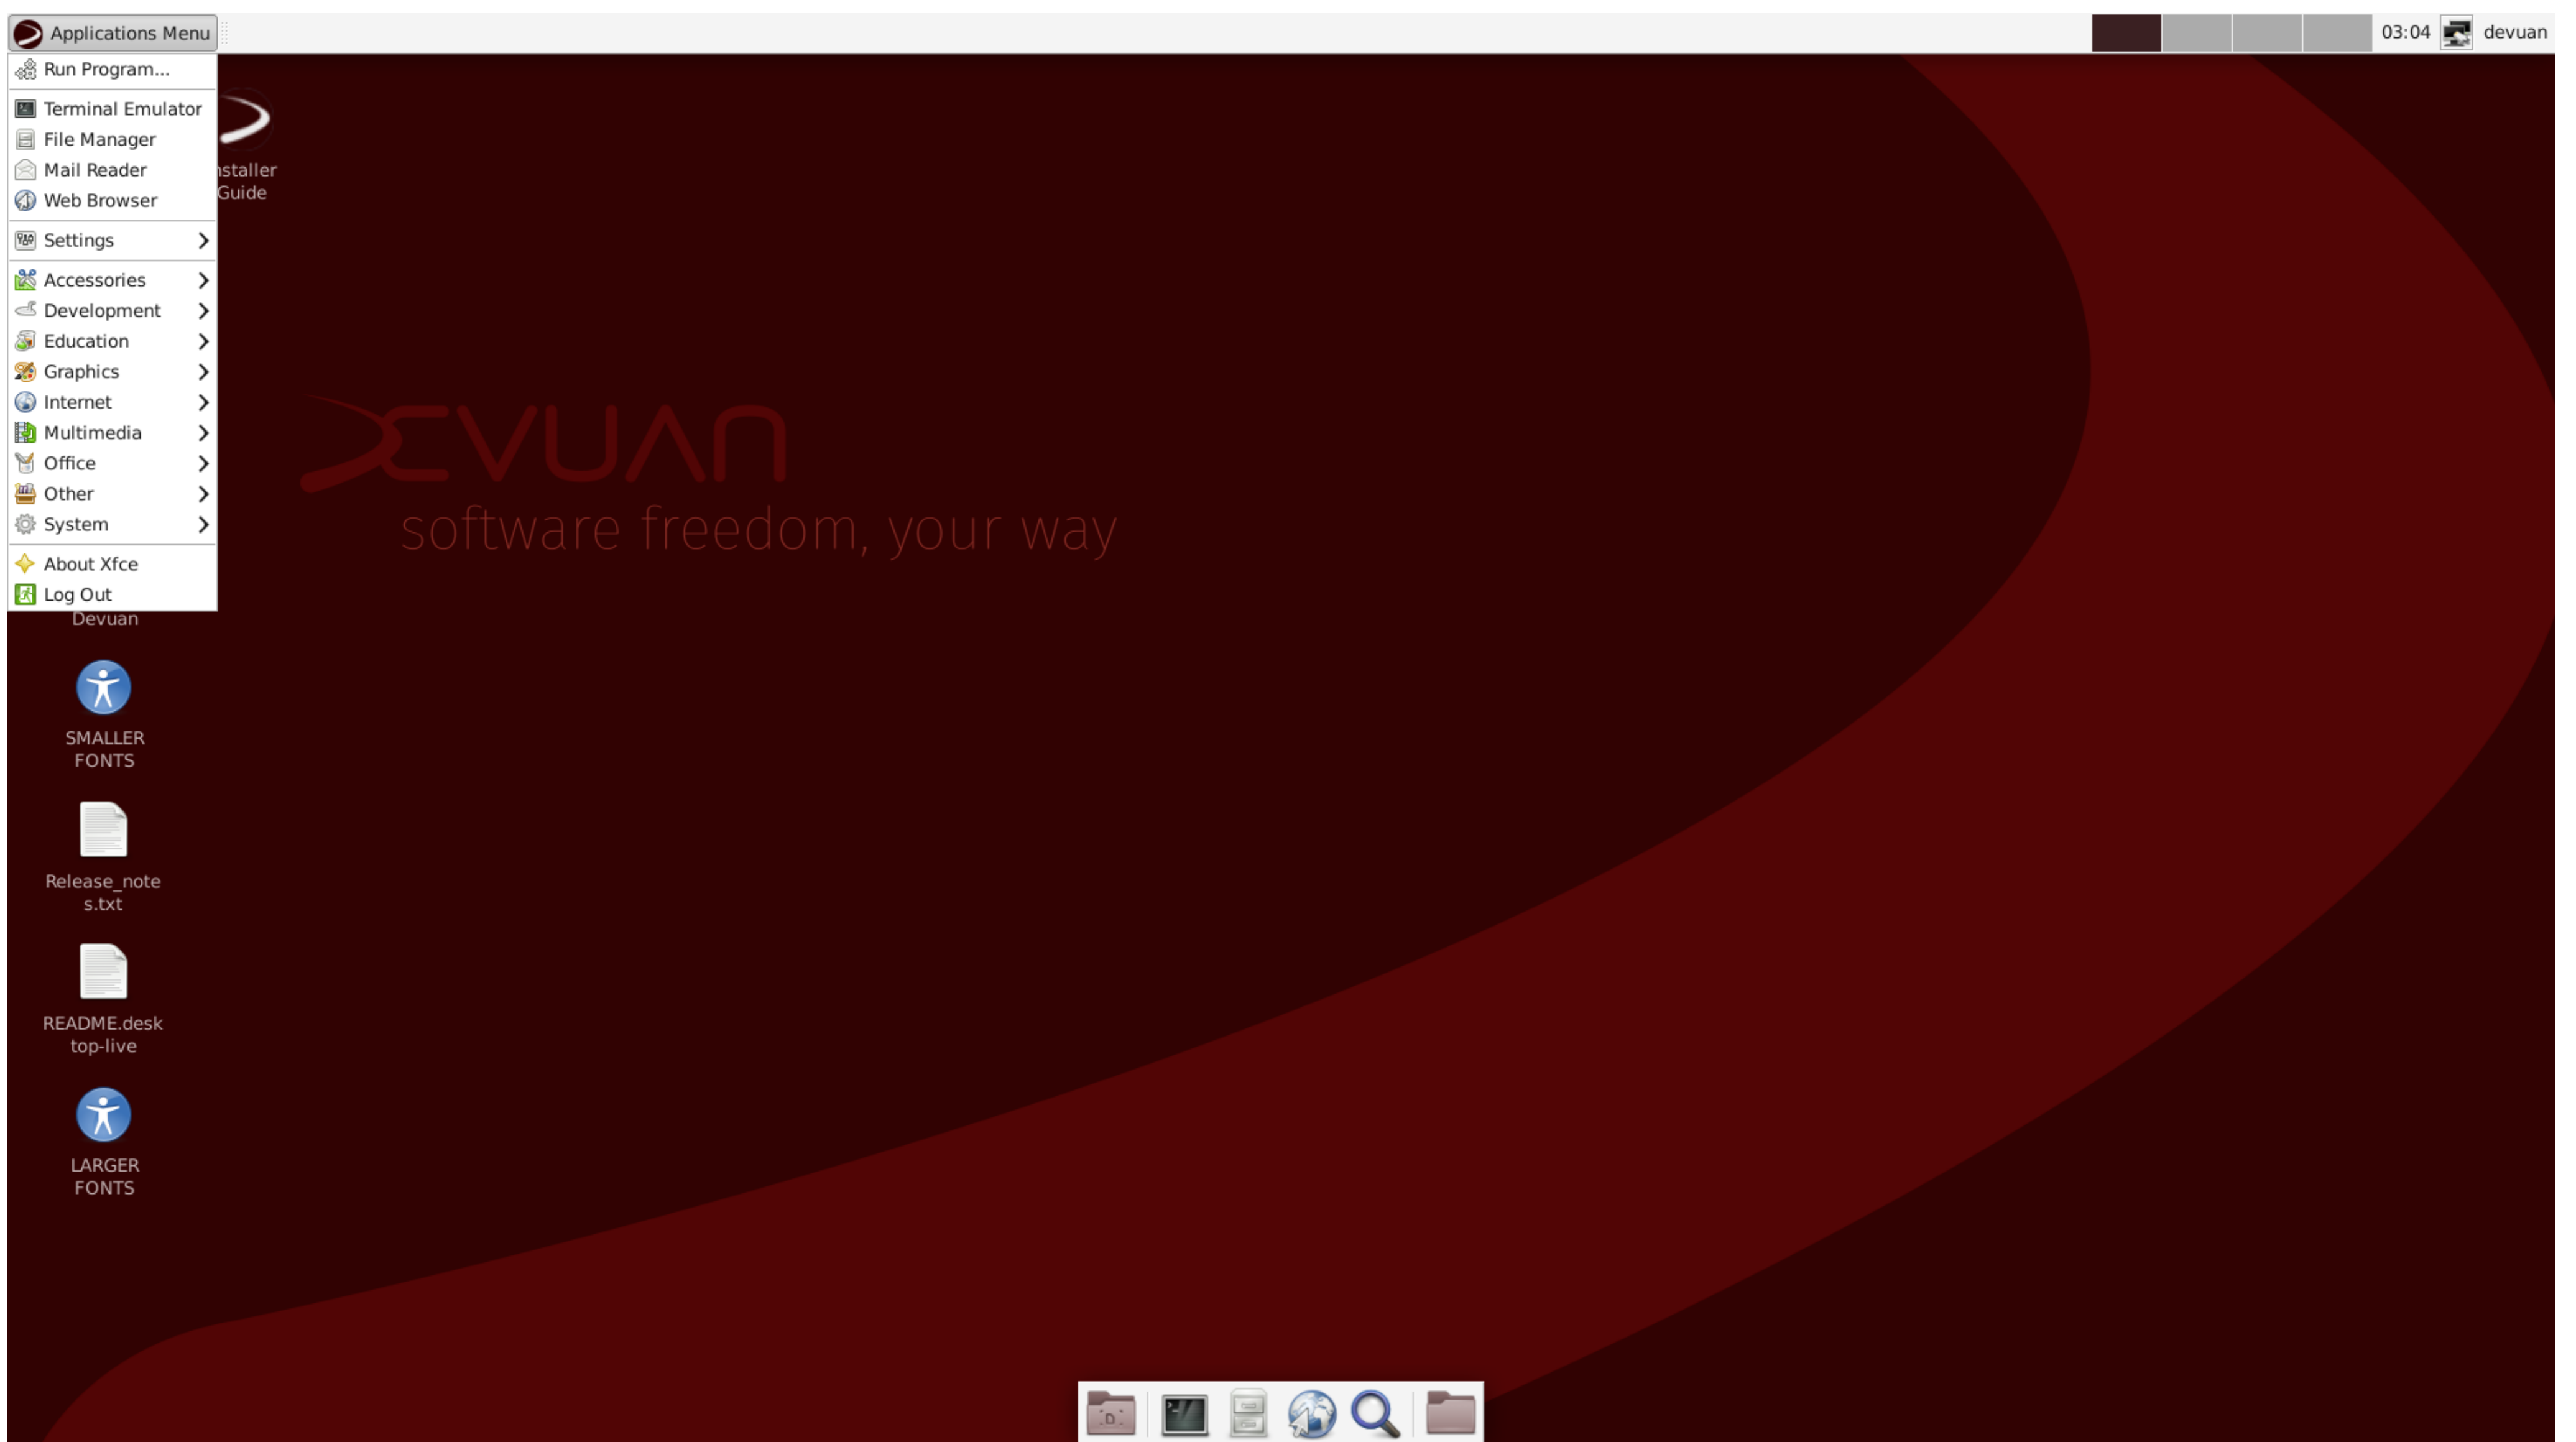 Applications Menu
03:04
devuan
Run Program...
Terminal Emulator
File Manager
Mail Reader
Web Browser
Settings
Accessories
Development
Education
Graphics
Internet
Multimedia
Office
Other
System
About Xfce
Log Out
nstaller
Guide
DEVUAN
software freedom, your way
Devuan
SMALLER
FONTS
Release_note
s.txt
README.desk
top-live
LARGER
FONTS
D